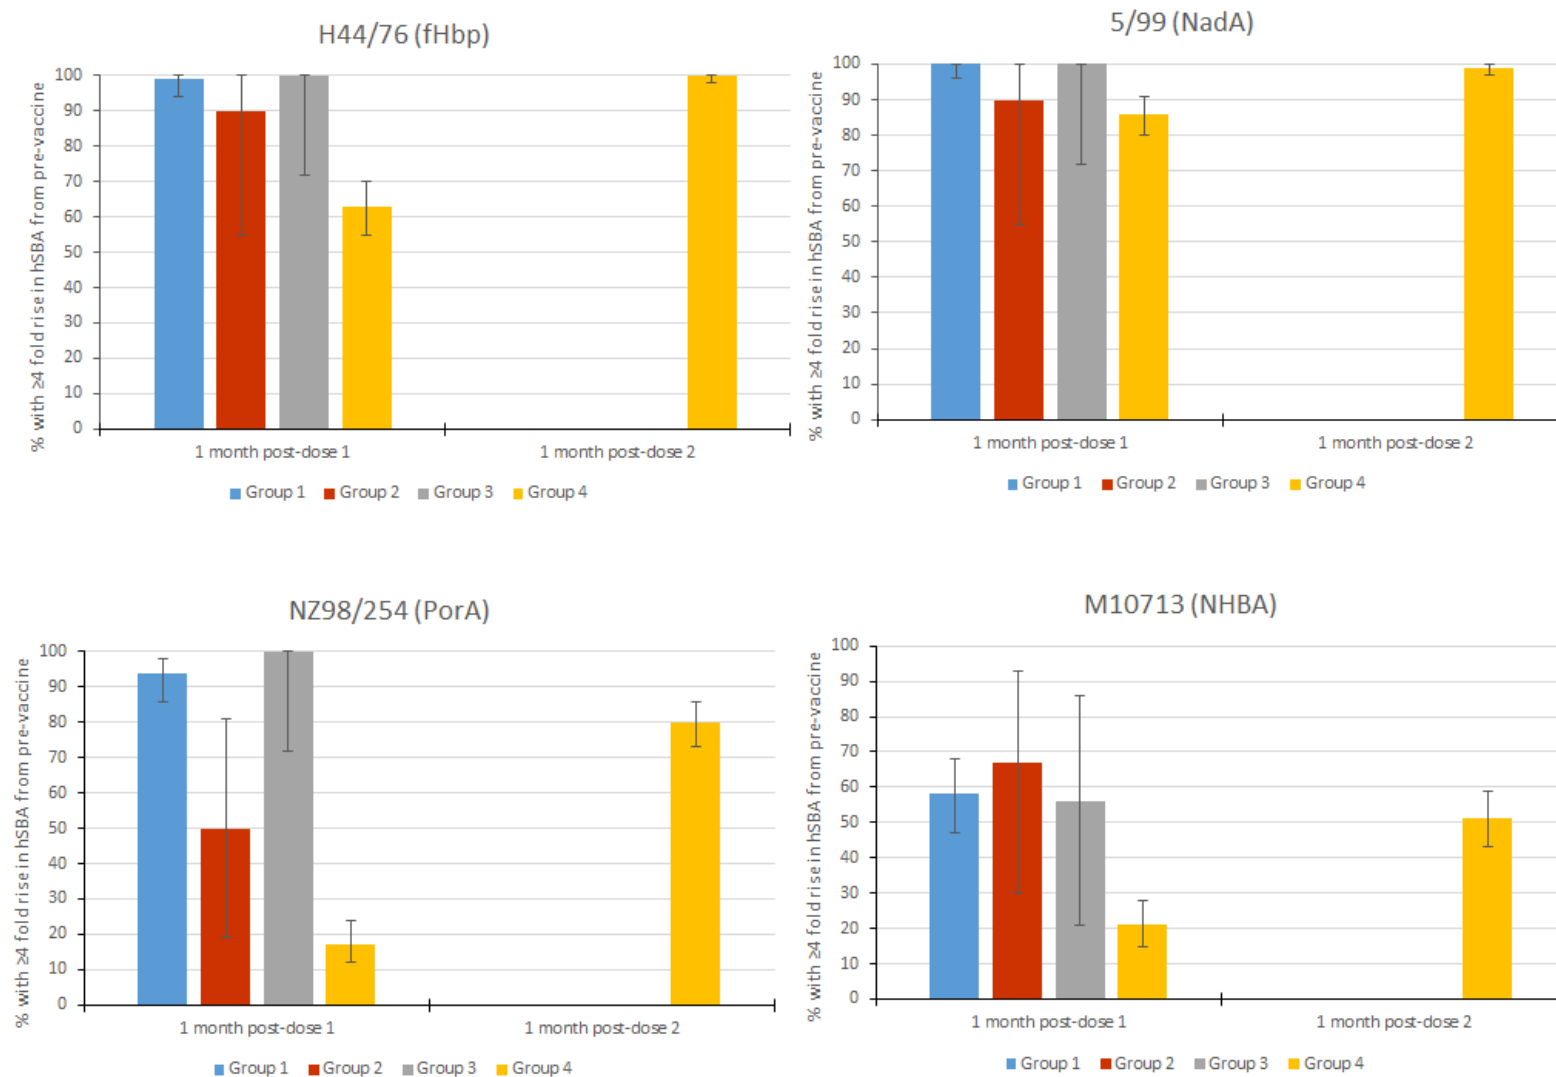 H44/76 (fHbp)
% with ≥4 fold rise in hSBA from pre-vaccine
100
90
80
70
60
50
40
30
20
10
0
1 month post-dose 1 1 month post-dose 2
Group 1 Group 2 Group 3 Group 4
5/99 (NadA)
% with ≥4 fold rise in hSBA from pre-vaccine
100
90
80
70
60
50
40
30
20
10
0
1 month post-dose 1 1 month post-dose 2
Group 1 Group 2 Group 3 Group 4
NZ98/254 (PorA)
% with ≥4 fold rise in hSBA from pre-vaccine
100
90
80
70
60
50
40
30
20
10
0
1 month post-dose 1 1 month post-dose 2
Group 1 Group 2 Group 3 Group 4
M10713 (NHBA)
% with ≥4 fold rise in hSBA from pre-vaccine
100
90
80
70
60
50
40
30
20
10
0
1 month post-dose 1 1 month post-dose 2
Group 1 Group 2 Group 3 Group 4